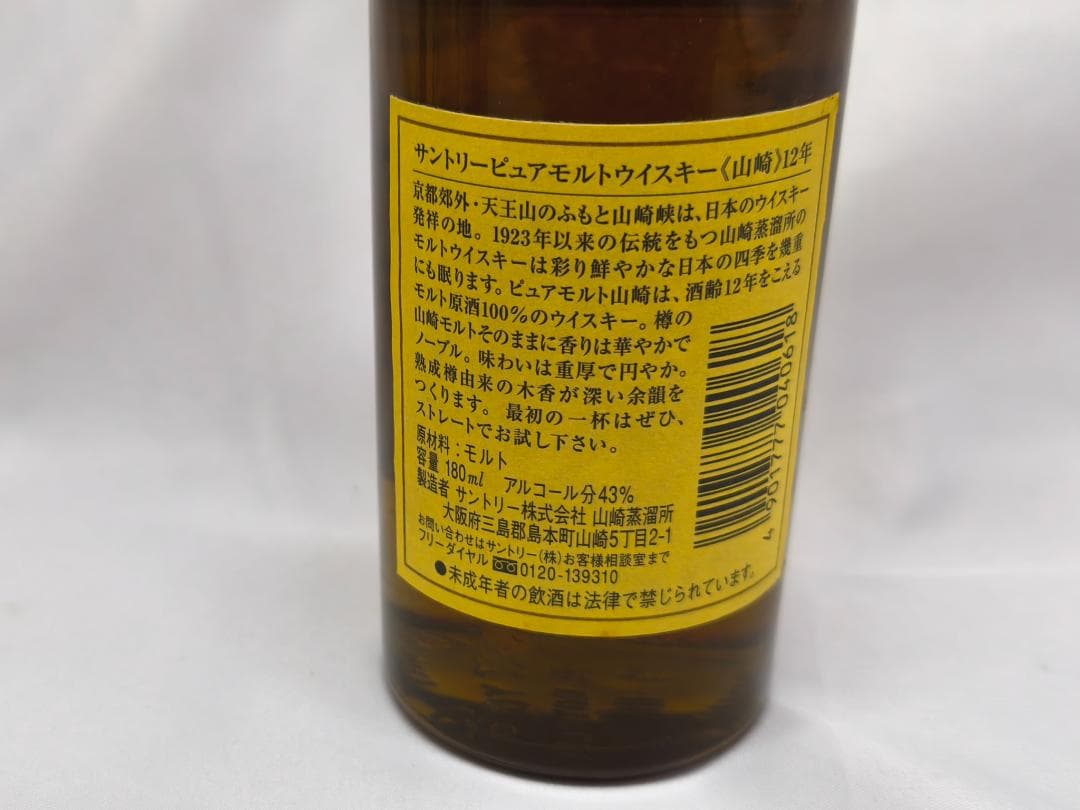 サントリーピュアモルトウイスキー《山崎》12年
京都郊外・天王山のふもと山崎峡は、日本のウイスキー
発祥の地。1923年以来の伝統をもつ山崎蒸溜所の
モルトウイスキーは彩り鮮やかな日本の四季を幾重
にも眠ります。ピュアモルト山崎は、酒齢12年をこえる
モルト原酒100%のウイスキー。樽の
山崎モルトそのままに香りは華やかで
ノーブル。味わいは重厚で円やか。
熟成樽由来の木香が深い余韻を
つくります。最初の一杯はぜひ、
ストレートでお試し下さい。
原材料：モルト
容量 180ml アルコール分43%
製造者 サントリー株式会社 山崎蒸溜所
大阪府三島郡島本町山崎5丁目2-1
お問い合わせはサントリー(株)お客様相談室まで
フリーダイヤル 0120-139310
●未成年者の飲酒は法律で禁じられています。
4 901777 040618